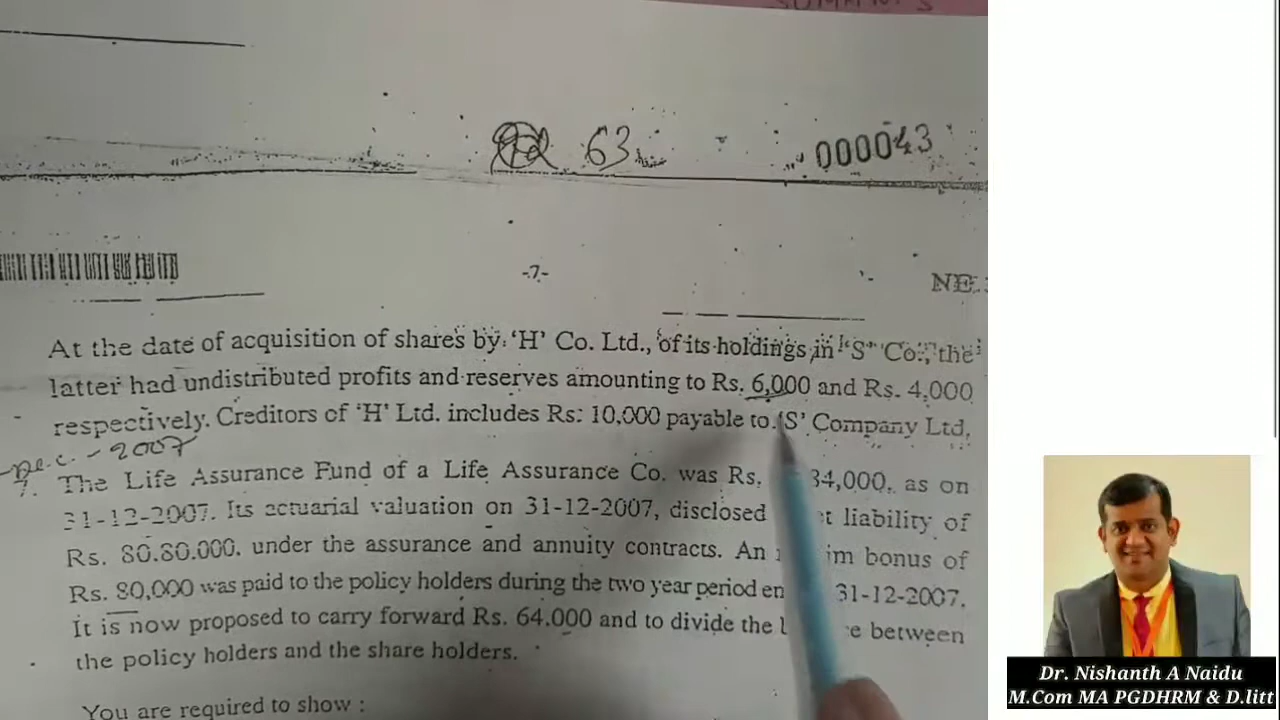 63
000043
-7-
NE.
At the date of acquisition of shares by 'H' Co. Ltd., of its holdings in 'S' Co., the
latter had undistributed profits and reserves amounting to Rs. 6,000 and Rs. 4,000
respectively. Creditors of 'H' Ltd. includes Rs: 10,000 payable to 'S' Company Ltd.
Dec. - 2007
7. The Life Assurance Fund of a Life Assurance Co. was Rs. 34,000, as on
31-12-2007. Its actuarial valuation on 31-12-2007, disclosed liability of
Rs. 80.80.000. under the assurance and annuity contracts. An bonus of
Rs. 80,000 was paid to the policy holders during the two year period 31-12-2007.
It is now proposed to carry forward Rs. 64.000 and to divide the between
the policy holders and the share holders.
You are required to show :
Dr. Nishanth A Naidu
M.Com MA PGDHRM & D.litt